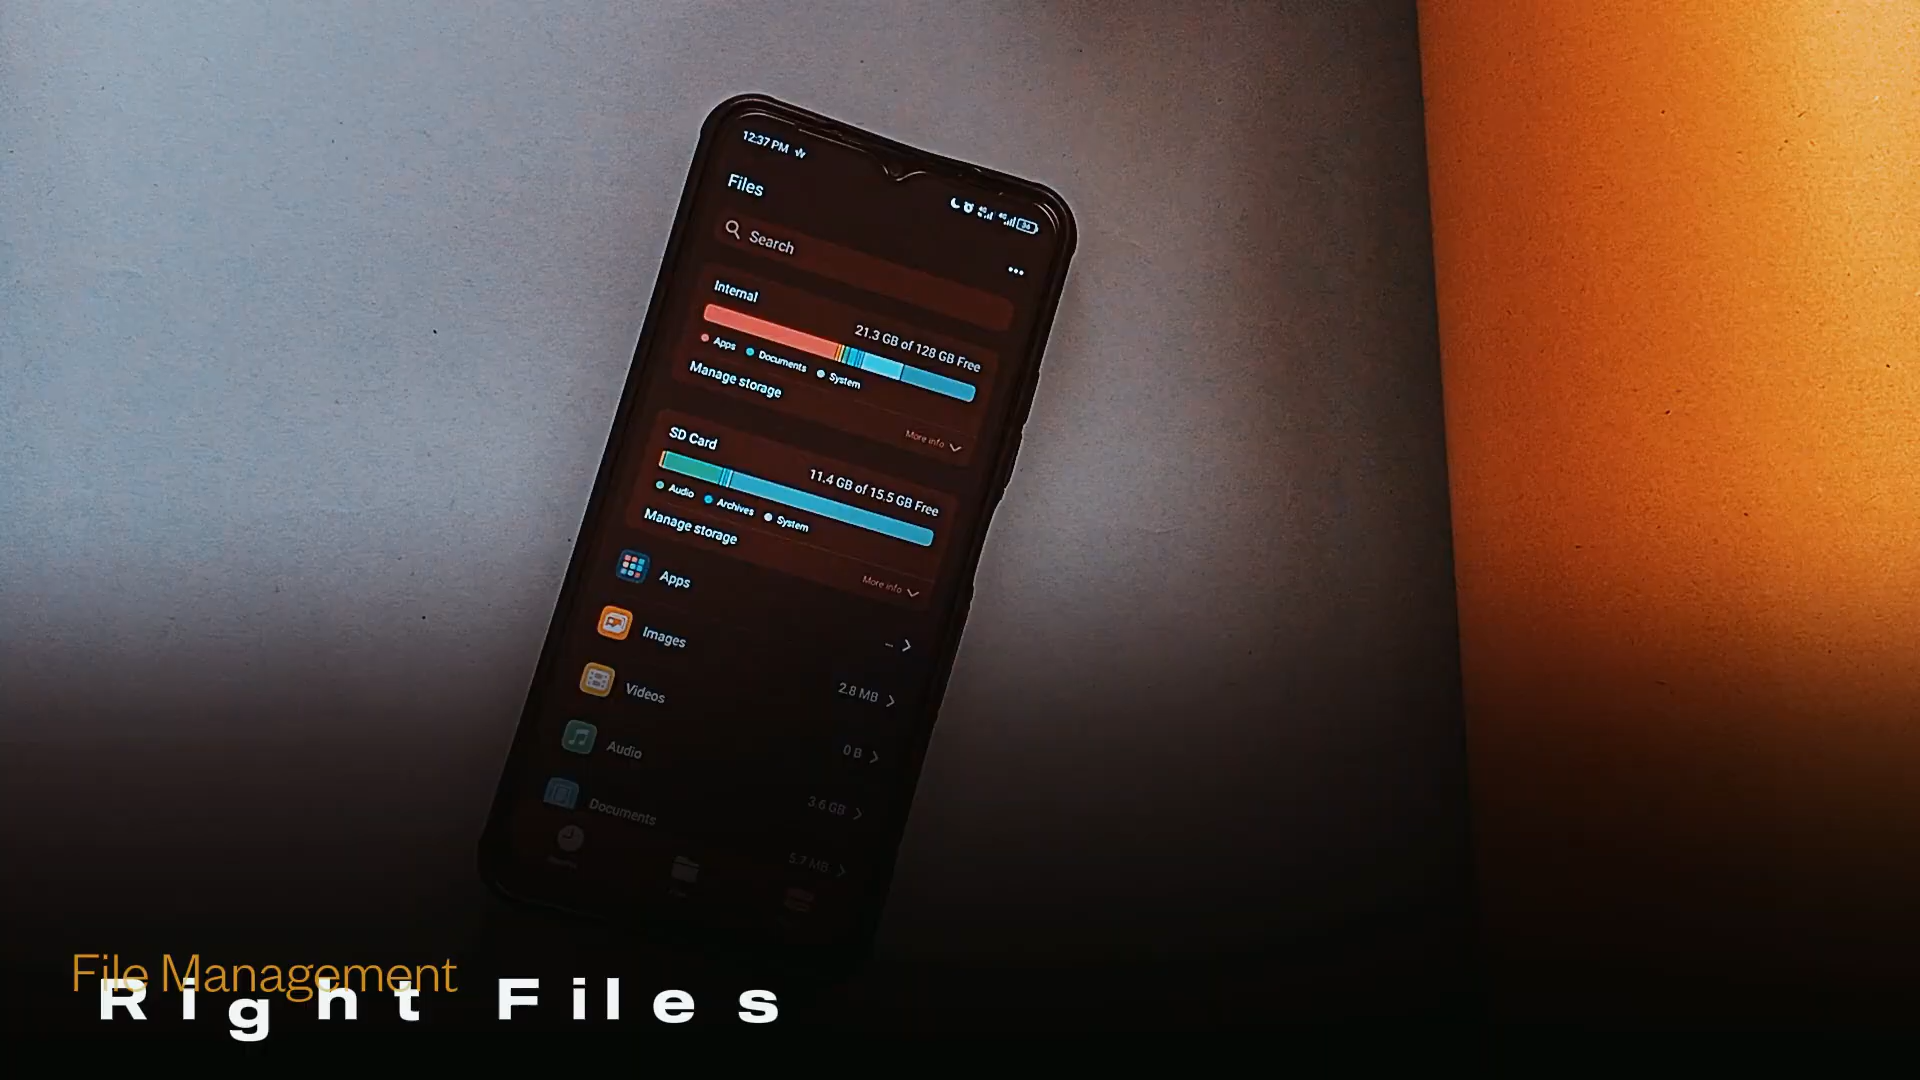 12:37 PM
Files
Search
Internal
21.3 GB of 128 GB Free
Apps Documents System
Manage storage
More info
SD Card
11.4 GB of 15.5 GB Free
Audio Archives System
Manage storage
More info
Apps
Images
2.8 MB
Videos
0 B
Audio
3.6 GB
Documents
5.7 MB
File Management
Right Files